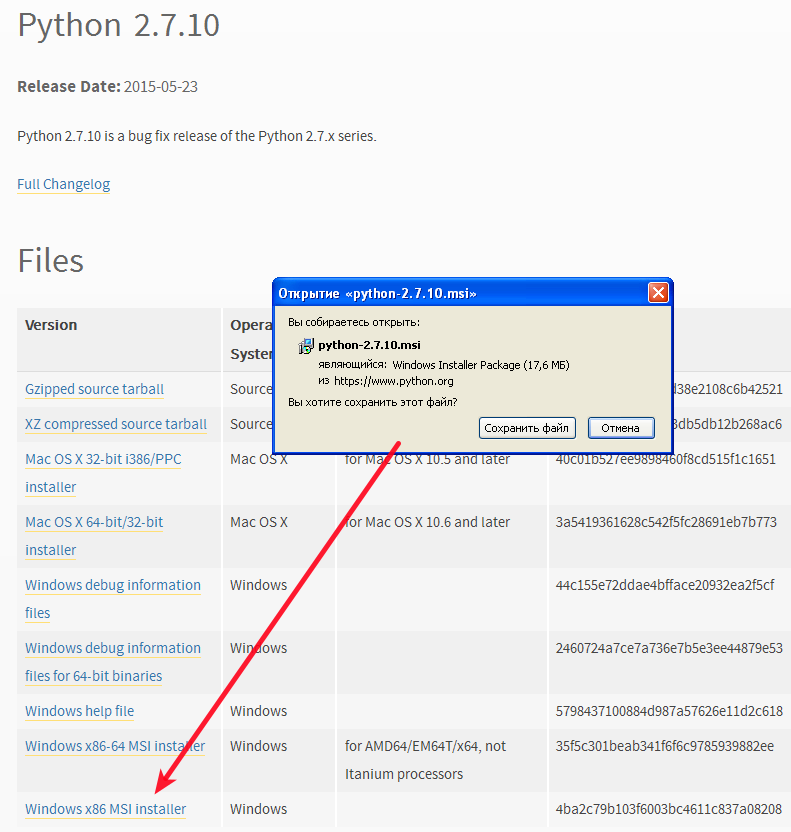 Python 2.7.10
Release Date: 2015-05-23
Python 2.7.10 is a bug fix release of the Python 2.7.x series.
Full Changelog
Files
Открытие «python-2.7.10.msi»
Вы собираетесь открыть:
python-2.7.10.msi
являющийся: Windows Installer Package (17,6 МБ)
из https://www.python.org
Вы хотите сохранить этот файл?
Сохранить файл Отмена
Version
Gzipped source tarball Source d38e2108c6b42521
XZ compressed source tarball Source 3db5db12b268ac6
Mac OS X 32-bit i386/PPC Mac OS X for Mac OS X 10.5 and later 40c01b527ee9898460f8cd515f1c1651
installer
Mac OS X 64-bit/32-bit Mac OS X for Mac OS X 10.6 and later 3a5419361628c542f5fc28691eb7b773
installer
Windows debug information Windows 44c155e72ddae4bfface20932ea2f5cf
files
Windows debug information Windows 2460724a7ce7a736e7b5e3ee44879e53
files for 64-bit binaries
Windows help file Windows 5798437100884d987a57626e11d2c618
Windows x86-64 MSI installer Windows for AMD64/EM64T/x64, not 35f5c301beab341f6f6c9785939882ee
Itanium processors
Windows x86 MSI installer Windows 4ba2c79b103f6003bc4611c837a08208